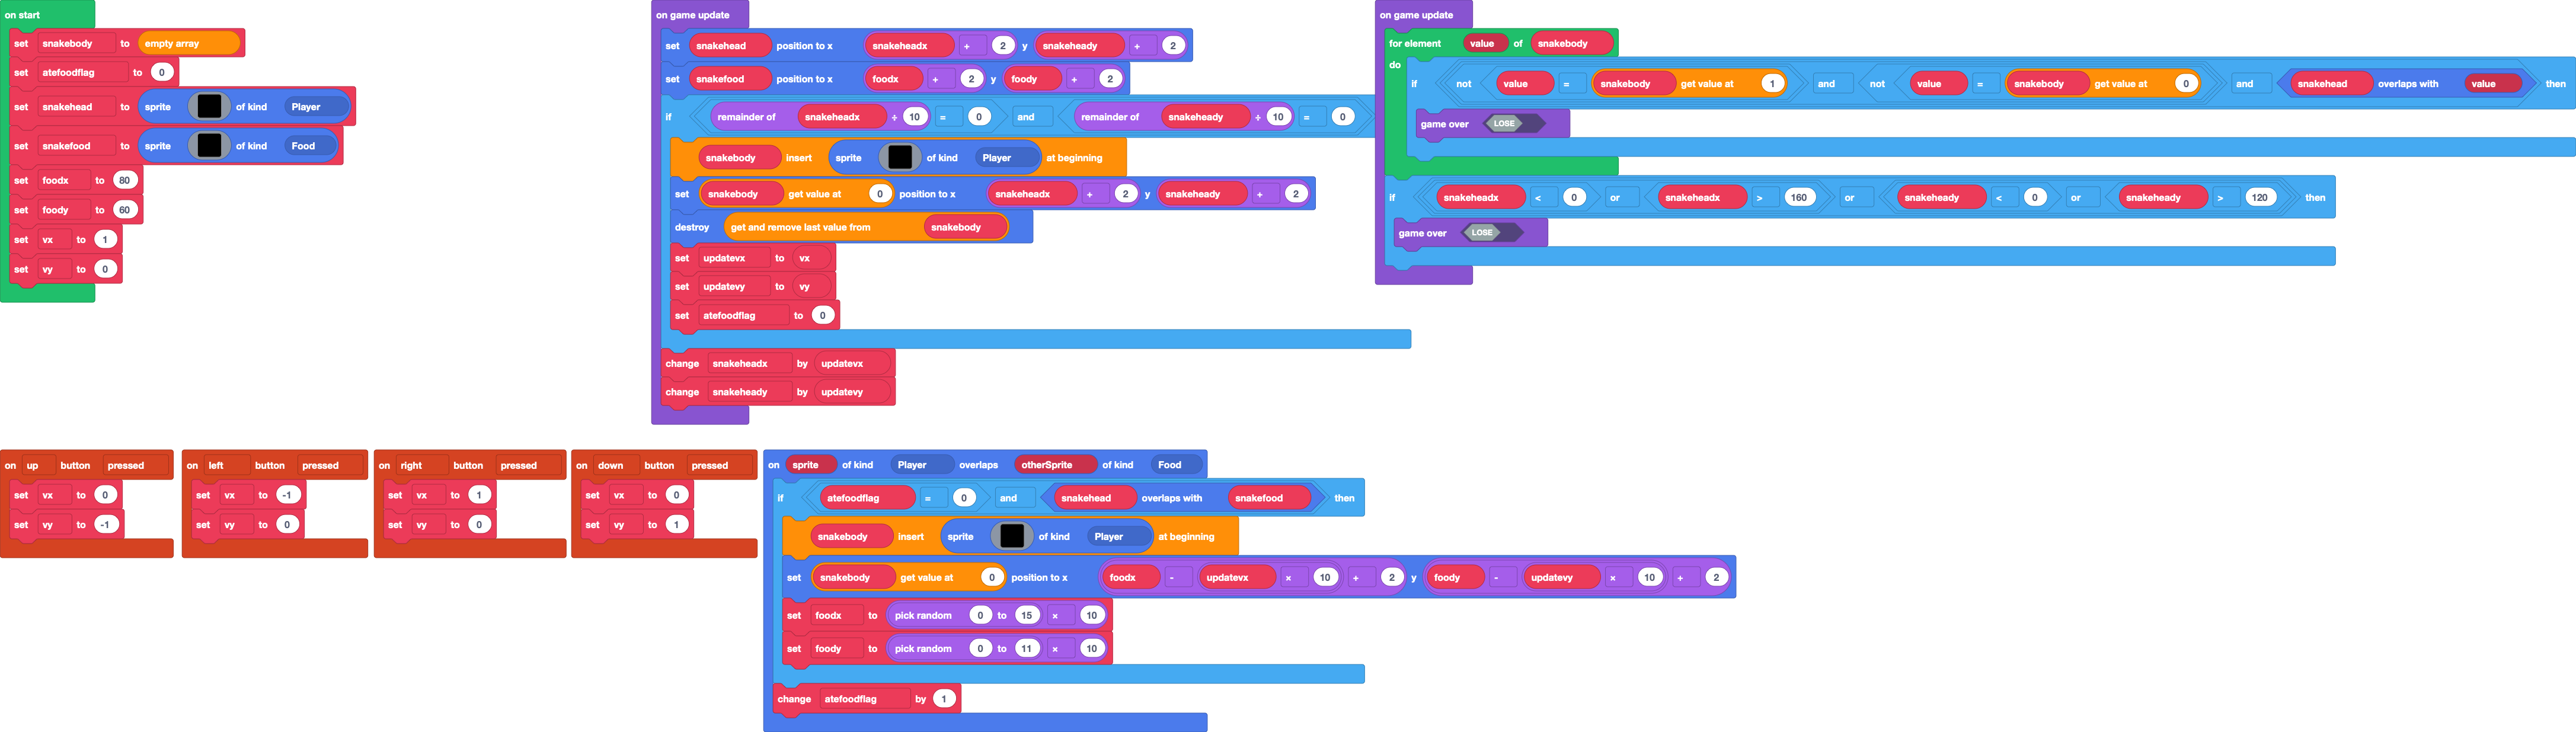 on start
set snakebody to empty array
set atefoodflag to 0
set snakehead to sprite of kind Player
set snakefood to sprite of kind Food
set foodx to 80
set foody to 60
set vx to 1
set vy to 0
on game update
set snakehead position to x snakeheadx + 2 y snakeheady + 2
set snakefood position to x foodx + 2 y foody + 2
if remainder of snakeheadx ÷ 10 = 0 and remainder of snakeheady ÷ 10 = 0
snakebody insert sprite of kind Player at beginning
set snakebody get value at 0 position to x snakeheadx + 2 y snakeheady + 2
destroy get and remove last value from snakebody
set updatevx to vx
set updatevy to vy
set atefoodflag to 0
change snakeheadx by updatevx
change snakeheady by updatevy
on game update
for element value of snakebody
do
if not value = snakebody get value at 1 and not value = snakebody get value at 0 and snakehead overlaps with value then
game over LOSE
if snakeheadx < 0 or snakeheadx > 160 or snakeheady < 0 or snakeheady > 120 then
game over LOSE
on up button pressed
set vx to 0
set vy to -1
on left button pressed
set vx to -1
set vy to 0
on right button pressed
set vx to 1
set vy to 0
on down button pressed
set vx to 0
set vy to 1
on sprite of kind Player overlaps otherSprite of kind Food
if atefoodflag = 0 and snakehead overlaps with snakefood then
snakebody insert sprite of kind Player at beginning
set snakebody get value at 0 position to x foodx - updatevx × 10 + 2 y foody - updatevy × 10 + 2
set foodx to pick random 0 to 15 × 10
set foody to pick random 0 to 11 × 10
change atefoodflag by 1